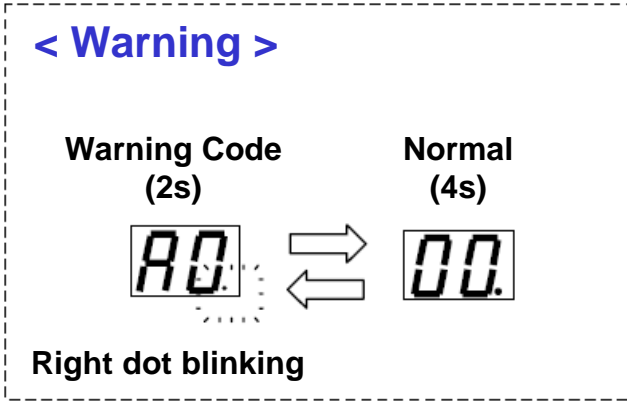 < Warning >
Warning Code Normal
(2s) (4s)
A0. 00.
Right dot blinking